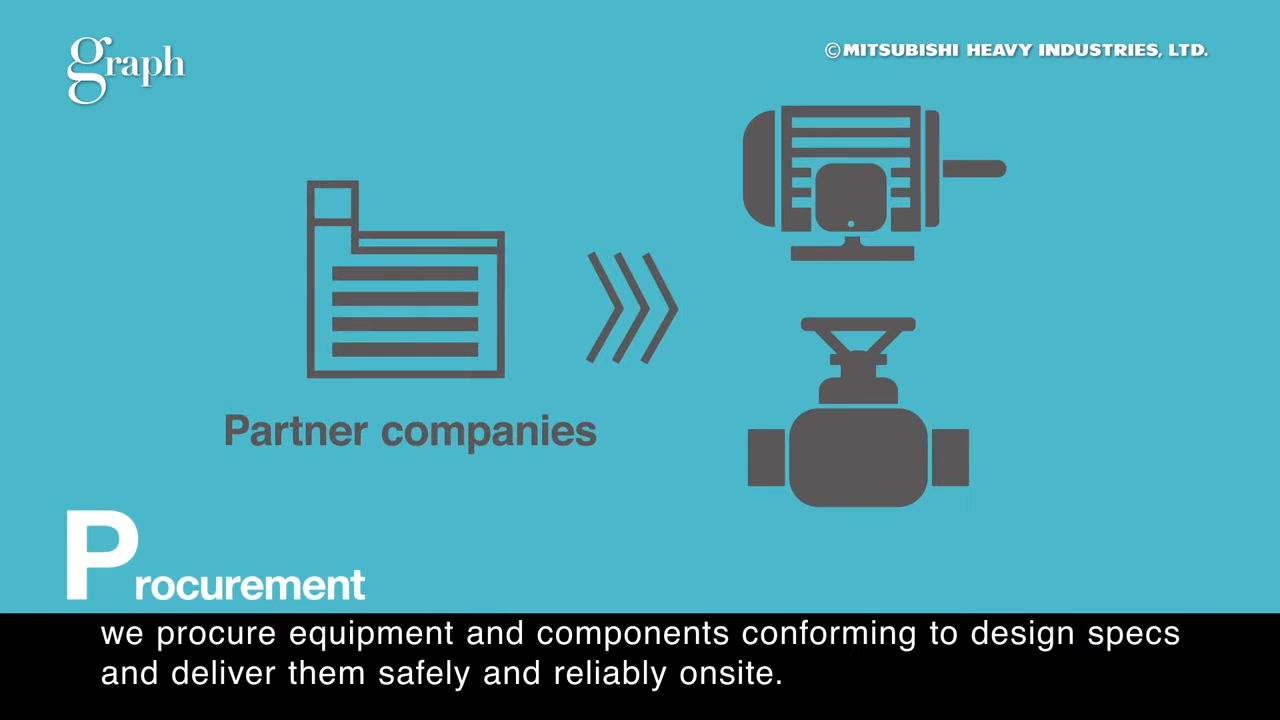 graph
©MITSUBISHI HEAVY INDUSTRIES, LTD.
Partner companies
Procurement
we procure equipment and components conforming to design specs
and deliver them safely and reliably onsite.